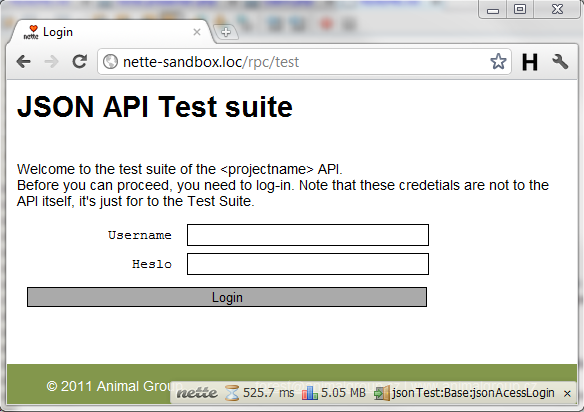 Login
nette
nette-sandbox.loc/rpc/test
H
JSON API Test suite
Welcome to the test suite of the <projectname> API.
Before you can proceed, you need to log-in. Note that these credetials are not to the
API itself, it's just for to the Test Suite.
Username
Heslo
Login
© 2011 Animal Group
nette 525.7 ms 5.05 MB jsonTest:Base:jsonAcessLogin ×